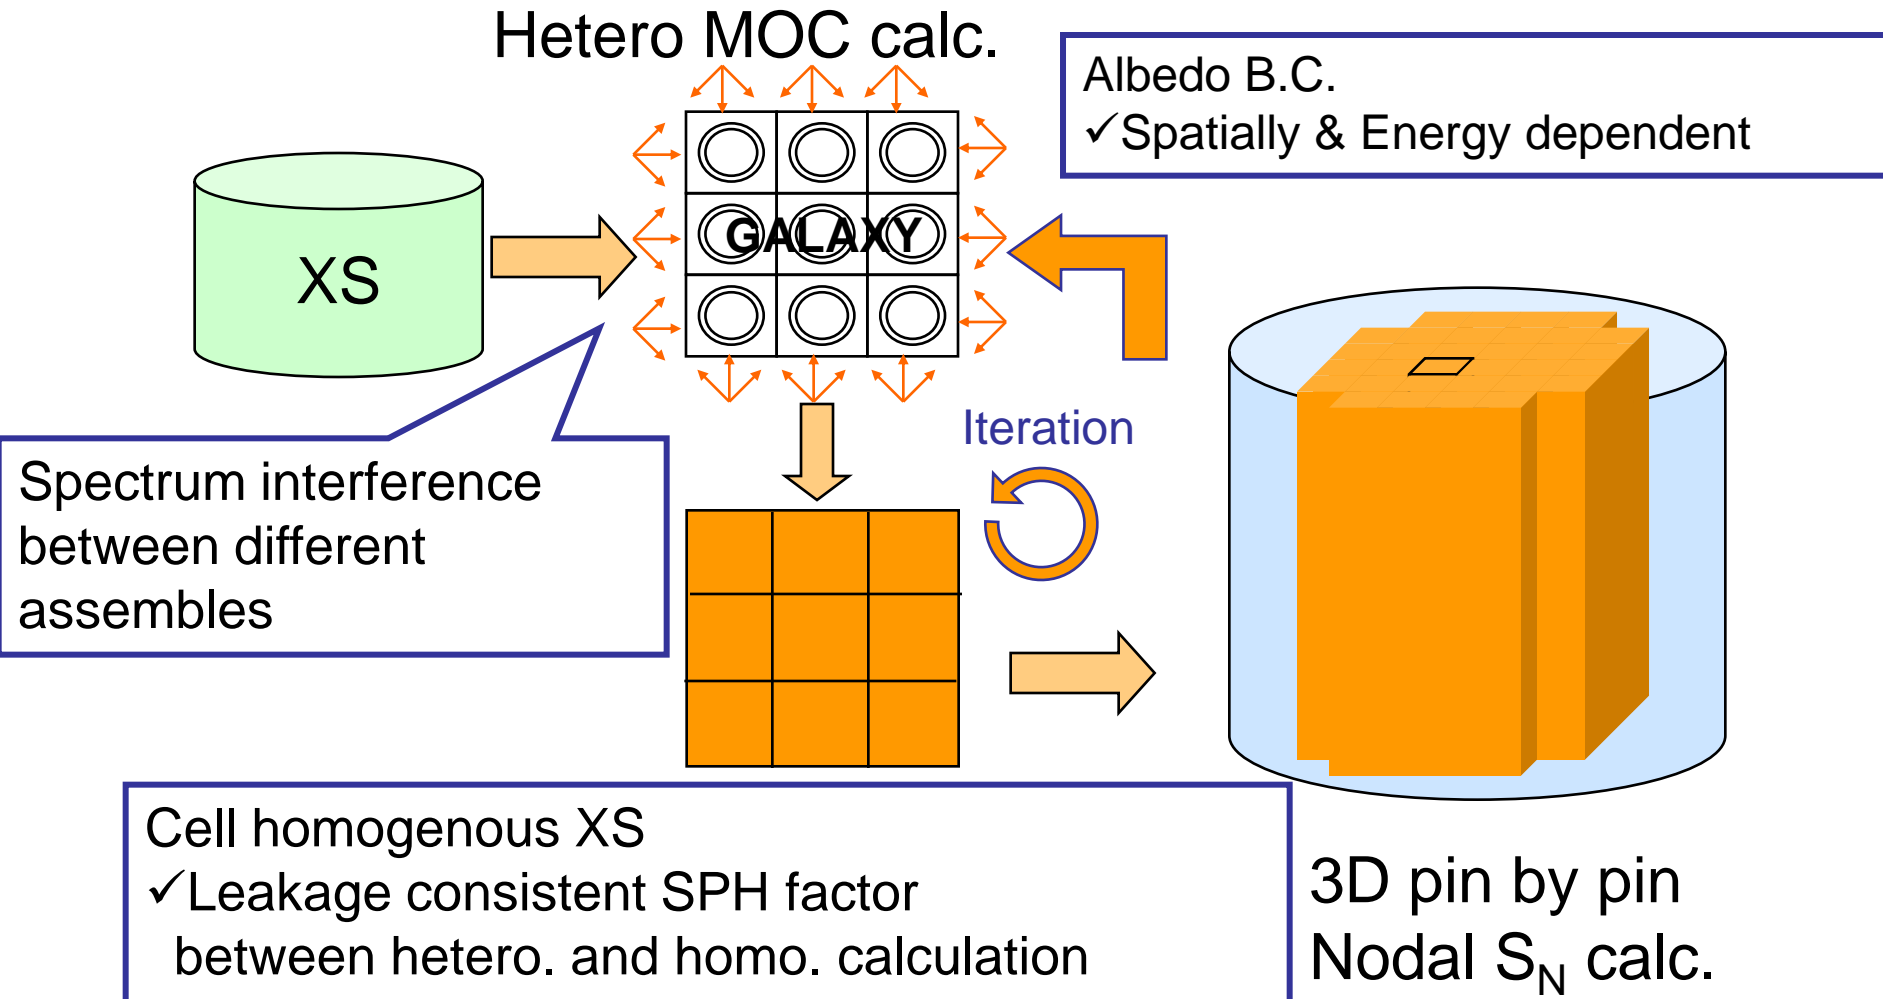 Hetero MOC calc.
Albedo B.C.
✓Spatially & Energy dependent
XS
GALAXY
Iteration
Spectrum interference
between different
assembles
Cell homogenous XS
✓Leakage consistent SPH factor
between hetero. and homo. calculation
3D pin by pin
Nodal SN calc.